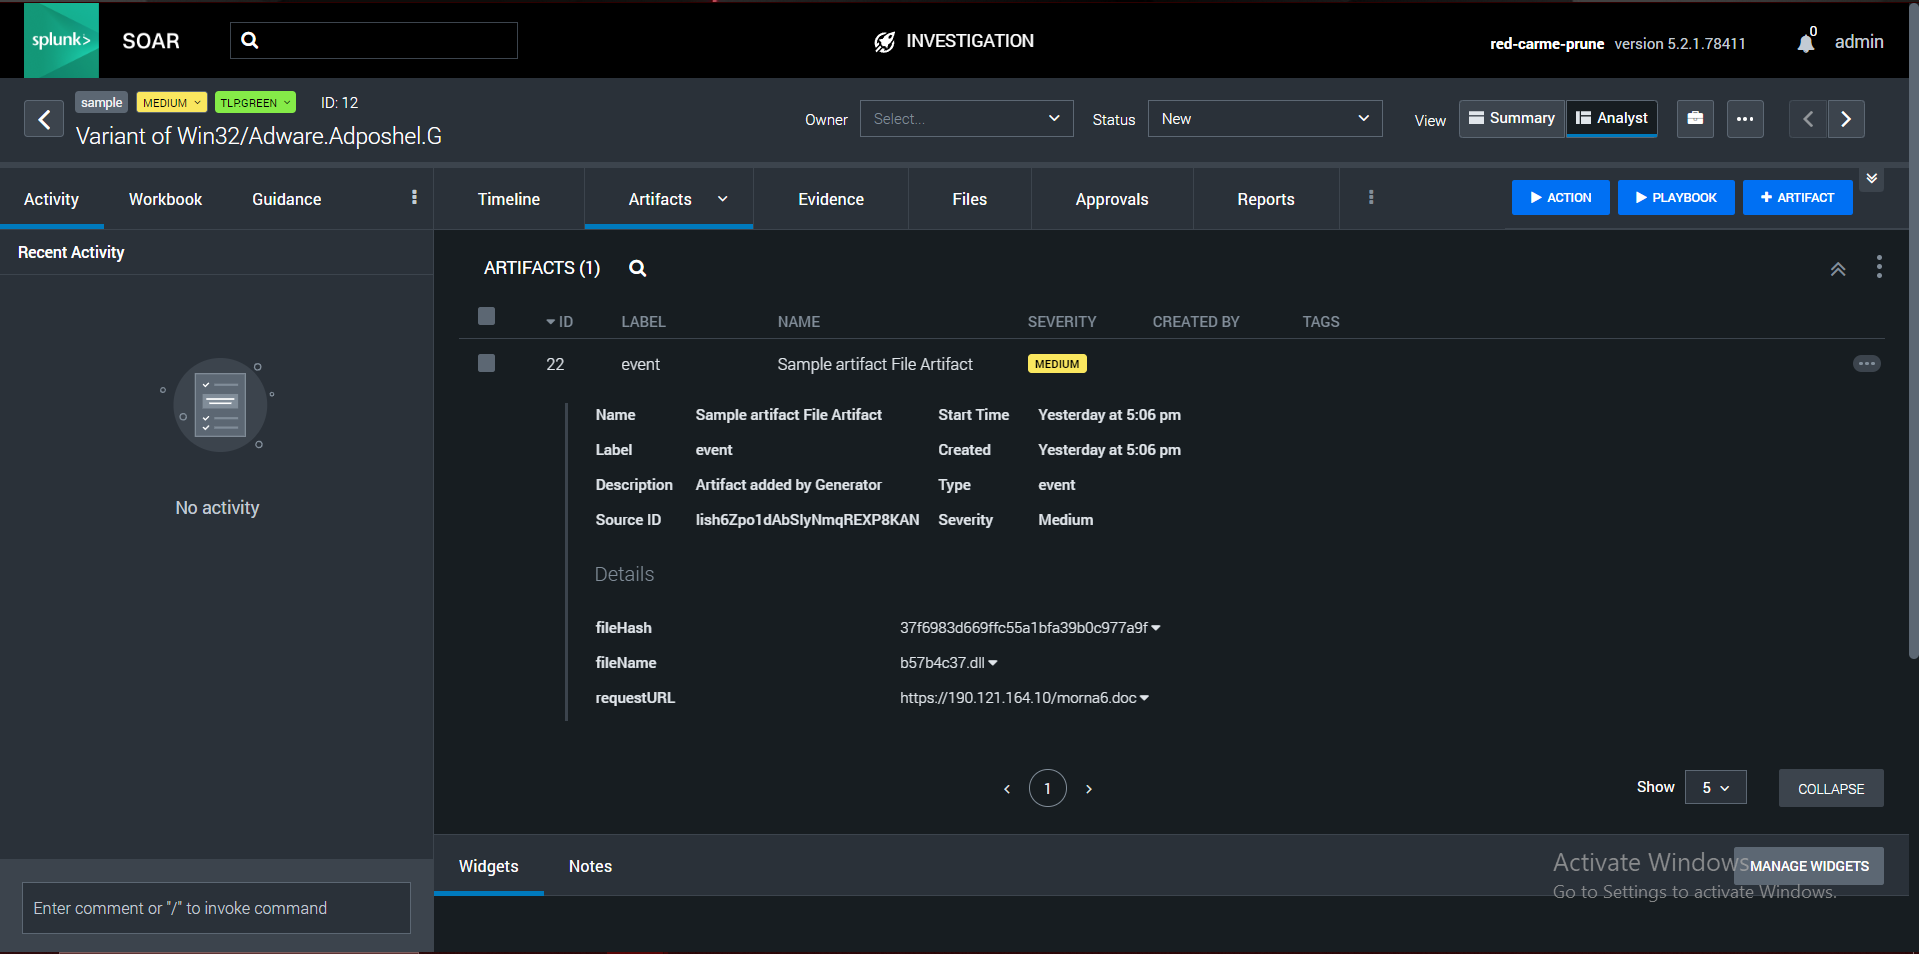 splunk> SOAR INVESTIGATION red-carme-prune version 5.2.1.78411 0 admin
sample MEDIUM TLP:GREEN ID: 12
Variant of Win32/Adware.Adposhel.G
Owner Select... Status New View Summary Analyst
Activity Workbook Guidance Timeline Artifacts Evidence Files Approvals Reports ACTION PLAYBOOK ARTIFACT
Recent Activity
No activity
ARTIFACTS (1)
ID LABEL NAME SEVERITY CREATED BY TAGS
22 event Sample artifact File Artifact MEDIUM
Name Sample artifact File Artifact Start Time Yesterday at 5:06 pm
Label event Created Yesterday at 5:06 pm
Description Artifact added by Generator Type event
Source ID lish6Zpo1dAbSlyNmqREXP8KAN Severity Medium
Details
fileHash 37f6983d669ffc55a1bfa39b0c977a9f
fileName b57b4c37.dll
requestURL https://190.121.164.10/morna6.doc
1 Show 5 COLLAPSE
Widgets Notes MANAGE WIDGETS
Activate Windows
Go to Settings to activate Windows.
Enter comment or "/" to invoke command